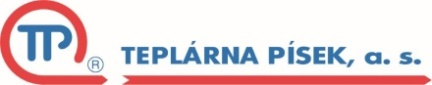 TP ® TEPLÁRNA PÍSEK, a. s.